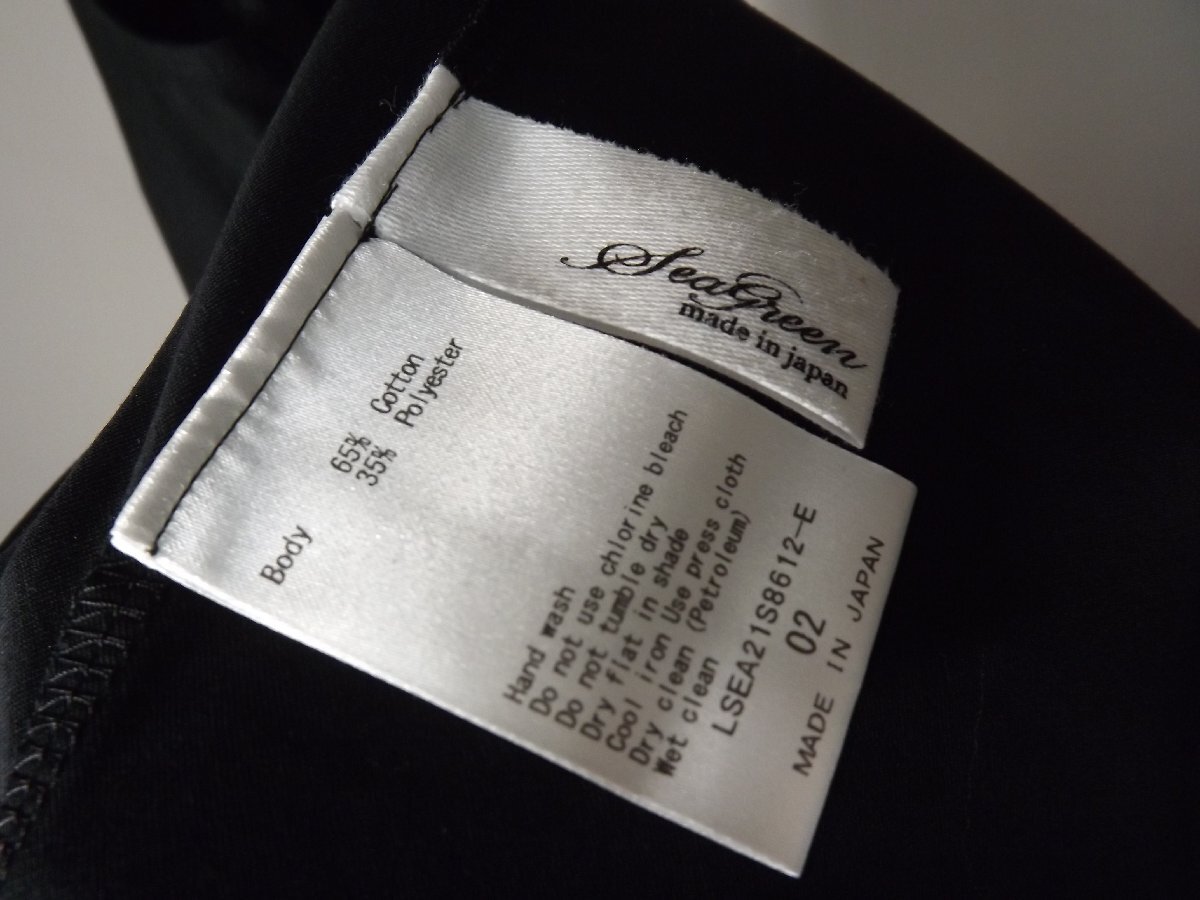 SeaGreen
made in japan
Body
65% Cotton
35% Polyester
Hand wash
Do not use chlorine bleach
Do not tumble dry
Dry flat in shade
Cool iron Use press cloth
Dry clean (Petroleum)
Wet clean
LSEA21S8612-E
02
MADE IN JAPAN